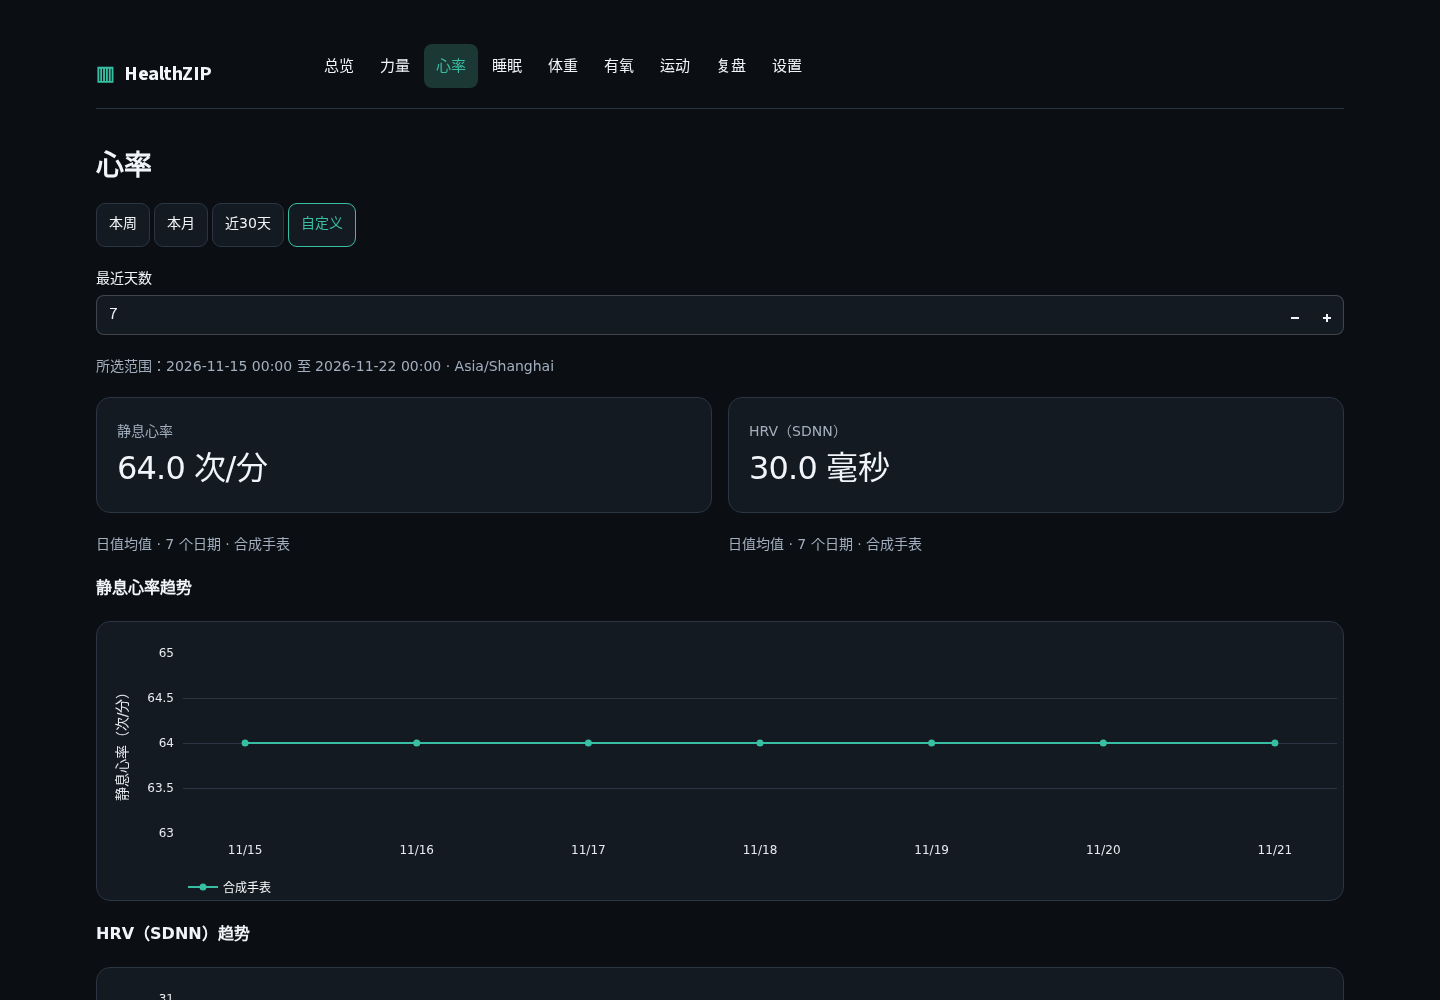 HealthZIP
总览 力量 心率 睡眠 体重 有氧 运动 复盘 设置
心率
本周 本月 近30天 自定义
最近天数
7 − +
所选范围：2026-11-15 00:00 至 2026-11-22 00:00 · Asia/Shanghai
静息心率
64.0 次/分
HRV（SDNN）
30.0 毫秒
日值均值 · 7 个日期 · 合成手表
日值均值 · 7 个日期 · 合成手表
静息心率趋势
静息心率（次/分）
65
64.5
64
63.5
63
11/15 11/16 11/17 11/18 11/19 11/20 11/21
合成手表
HRV（SDNN）趋势
31